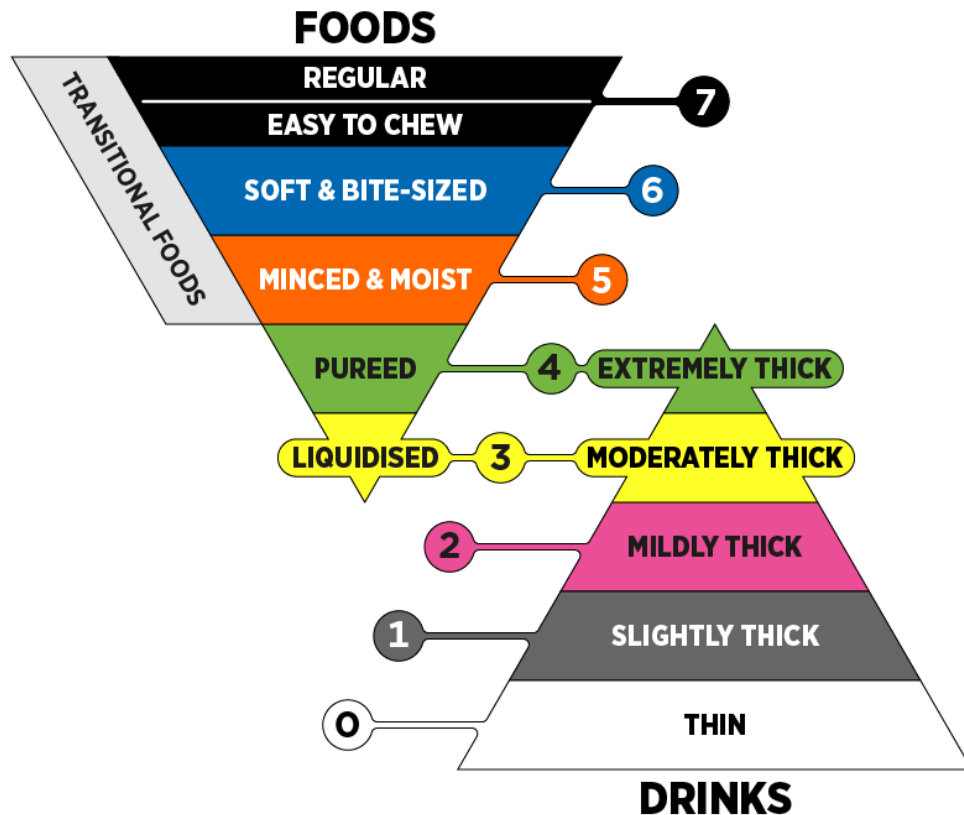 FOODS
TRANSITIONAL FOODS
REGULAR
EASY TO CHEW
7
SOFT & BITE-SIZED
6
MINCED & MOIST
5
PUREED
4
EXTREMELY THICK
LIQUIDISED
3
MODERATELY THICK
2
MILDLY THICK
1
SLIGHTLY THICK
0
THIN
DRINKS